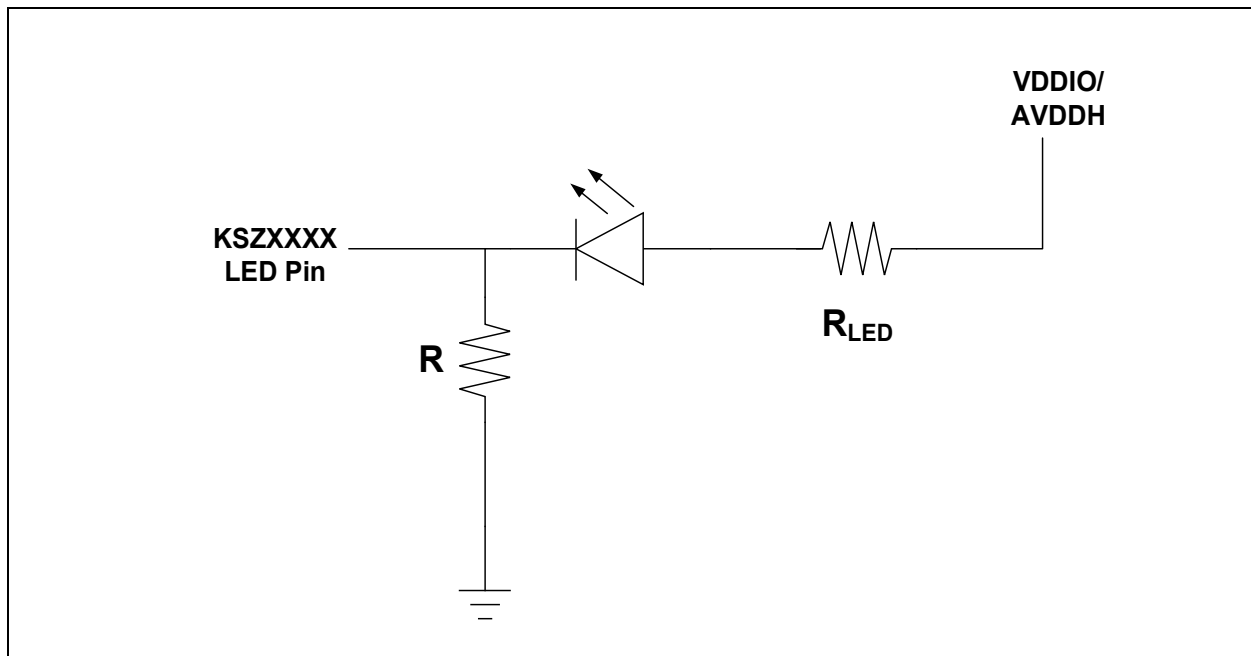 VDDIO/
AVDDH
KSZXXXX
LED Pin
RLED
R